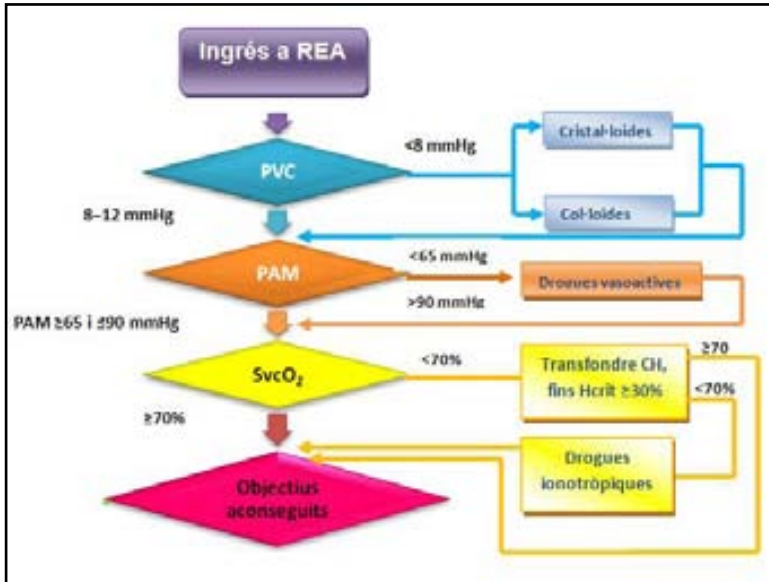 Ingrés a REA
<8 mmHg
Cristal·loides
PVC
Col·loides
8–12 mmHg
<65 mmHg
PAM
Drogues vasoactives
>90 mmHg
PAM ≥65 i ≤90 mmHg
≥70
<70%
Transfondre CH,
fins Hcrit ≥30%
<70%
SvcO₂
≥70%
Drogues
ionotròpiques
Objectius
aconseguits